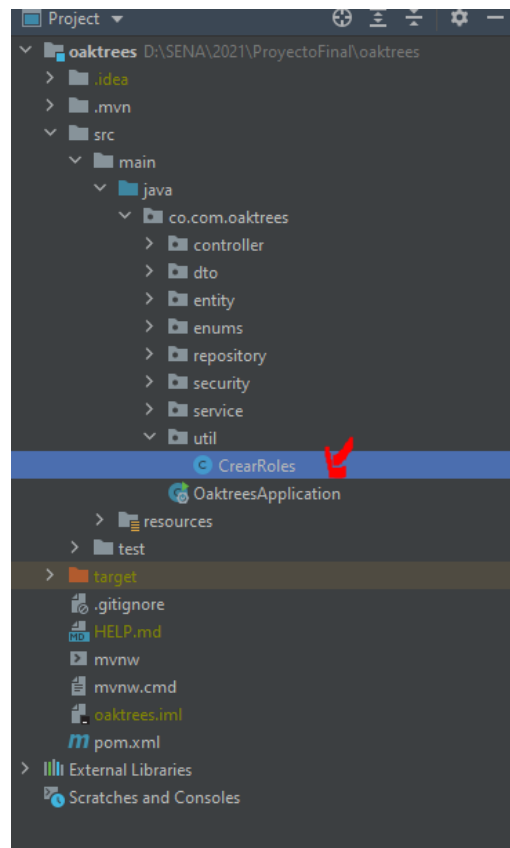 Project
oaktrees D:\SENA\2021\ProyectoFinal\oaktrees
.idea
.mvn
src
main
java
co.com.oaktrees
controller
dto
entity
enums
repository
security
service
util
C CrearRoles
OaktreesApplication
resources
test
target
.gitignore
MD HELP.md
mvnw
mvnw.cmd
oaktrees.iml
m pom.xml
External Libraries
Scratches and Consoles